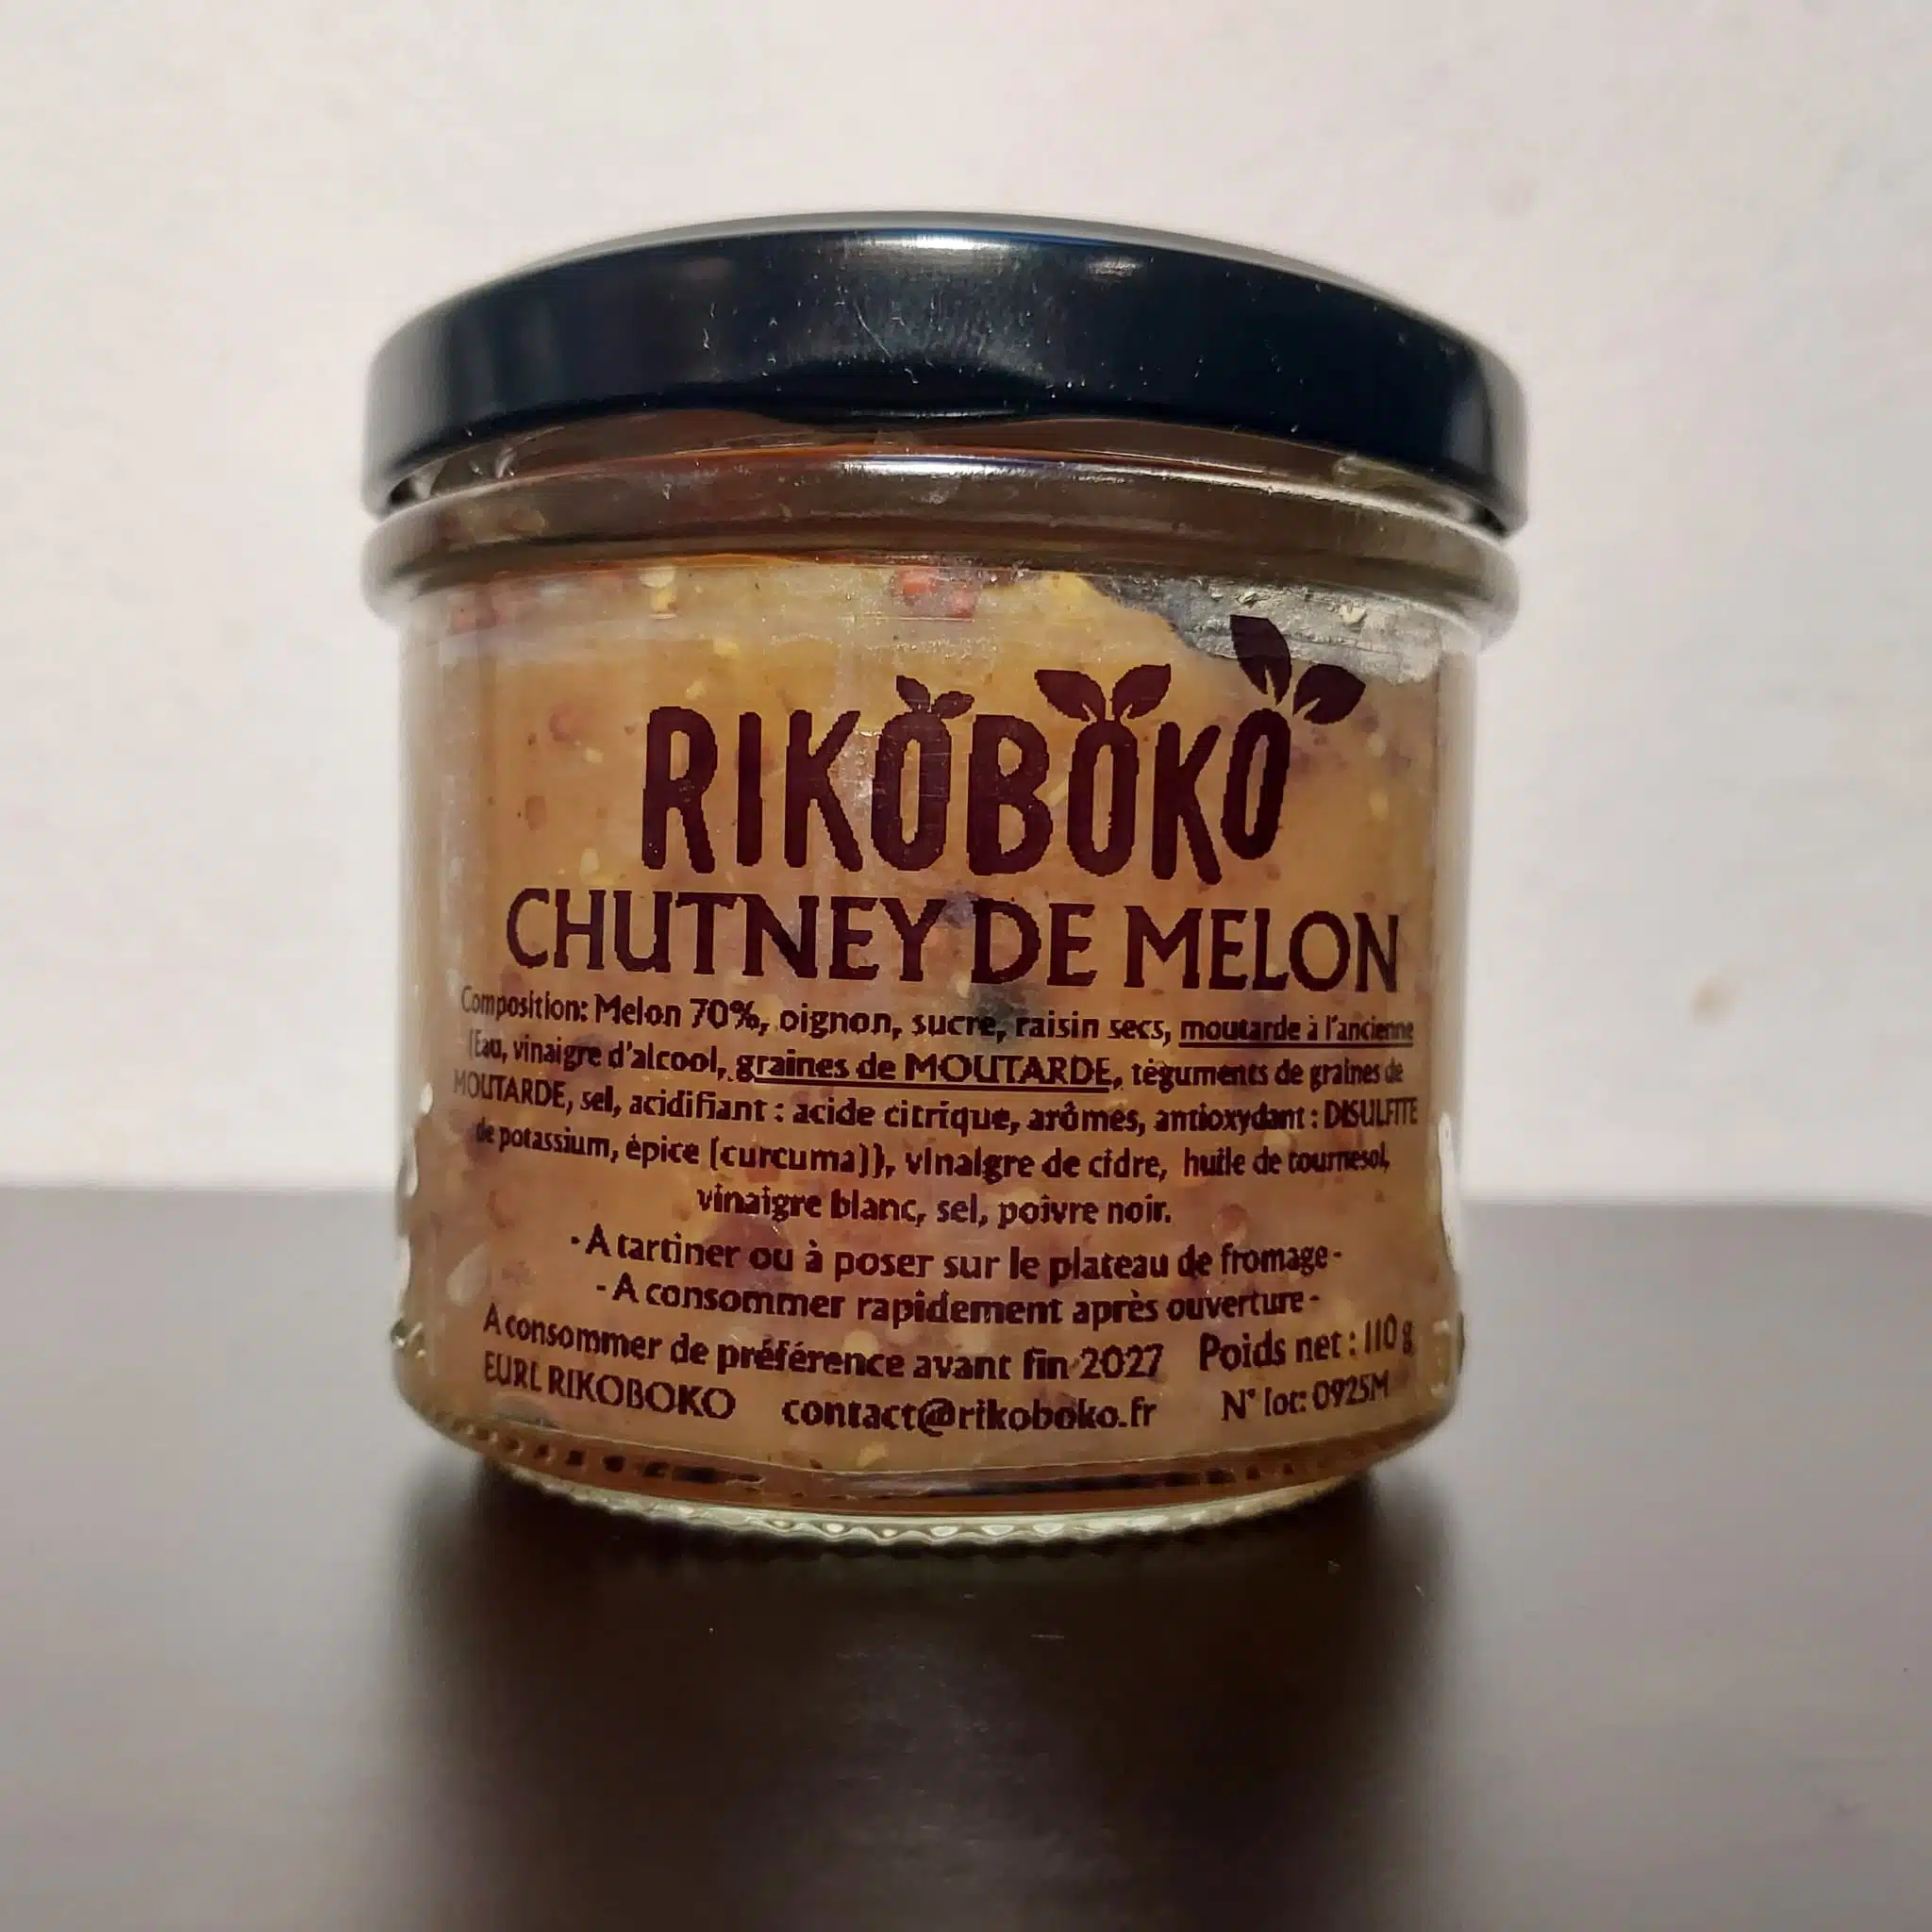 RIKOBOKO
CHUTNEY DE MELON
Composition: Melon 70%, oignon, sucre, raisin secs, moutarde à l'ancienne
(Eau, vinaigre d'alcool, graines de MOUTARDE, téguments de graines de
MOUTARDE, sel, acidifiant : acide citrique, arômes, antioxydant : DISULFITE
de potassium, épice (curcuma)), vinaigre de cidre, huile de tournesol,
vinaigre blanc, sel, poivre noir.
- A tartiner ou à poser sur le plateau de fromage -
- A consommer rapidement après ouverture -
A consommer de préférence avant fin 2027 Poids net : 110 g
EURL RIKOBOKO contact@rikoboko.fr N° lot: 0925M